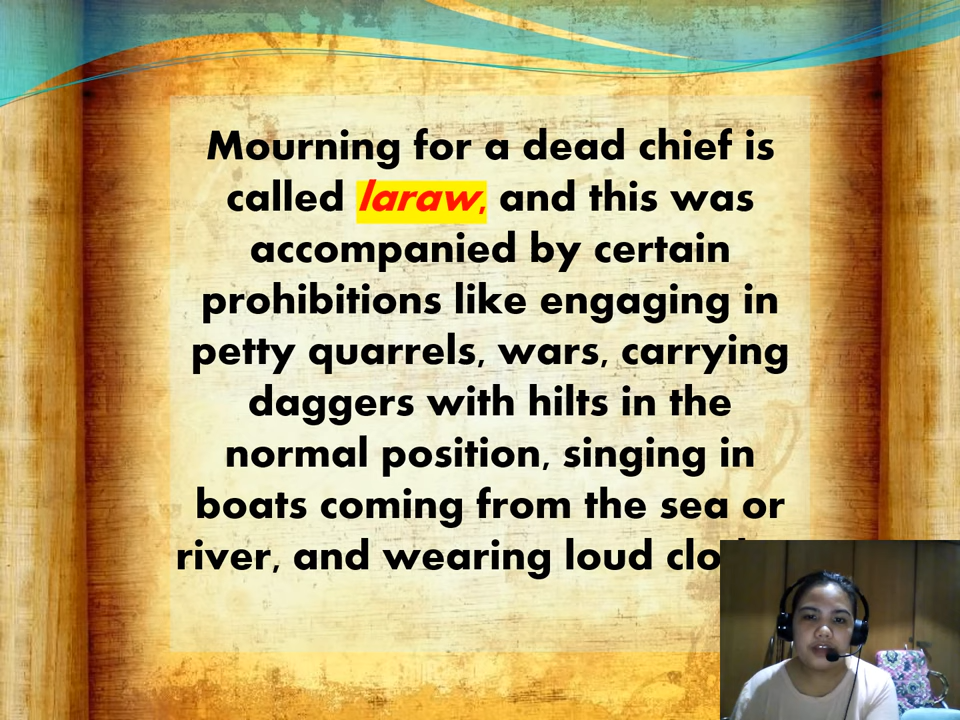 Mourning for a dead chief is
called laraw, and this was
accompanied by certain
prohibitions like engaging in
petty quarrels, wars, carrying
daggers with hilts in the
normal position, singing in
boats coming from the sea or
river, and wearing loud